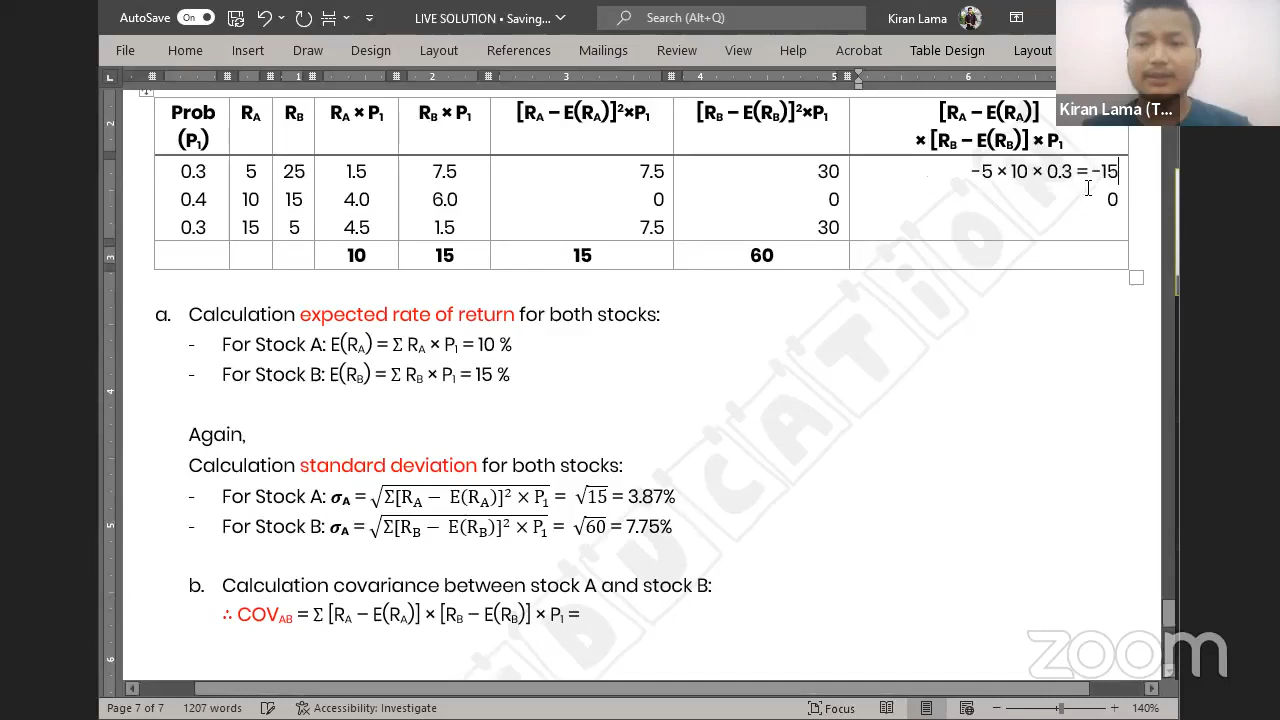 AutoSave On LIVE SOLUTION - Saving... Search (Alt+Q) Kiran Lama
File Home Insert Draw Design Layout References Mailings Review View Help Acrobat Table Design Layout
1 2 3 4 5 6
Kiran Lama (T...
Prob (P₁) R_A R_B R_A × P₁ R_B × P₁ [R_A – E(R_A)]²×P₁ [R_B – E(R_B)]²×P₁ [R_A – E(R_A)] × [R_B – E(R_B)] × P₁
0.3 5 25 1.5 7.5 7.5 30 -5 × 10 × 0.3 = -15
0.4 10 15 4.0 6.0 0 0 0
0.3 15 5 4.5 1.5 7.5 30
10 15 15 60
a. Calculation expected rate of return for both stocks:
- For Stock A: E(R_A) = Σ R_A × P₁ = 10 %
- For Stock B: E(R_B) = Σ R_B × P₁ = 15 %
Again,
Calculation standard deviation for both stocks:
- For Stock A: σ_A = √Σ[R_A − E(R_A)]² × P₁ = √15 = 3.87%
- For Stock B: σ_A = √Σ[R_B − E(R_B)]² × P₁ = √60 = 7.75%
b. Calculation covariance between stock A and stock B:
∴ COV_AB = Σ [R_A – E(R_A)] × [R_B – E(R_B)] × P₁ =
zoom
Page 7 of 7 1207 words Accessibility: Investigate Focus 140%